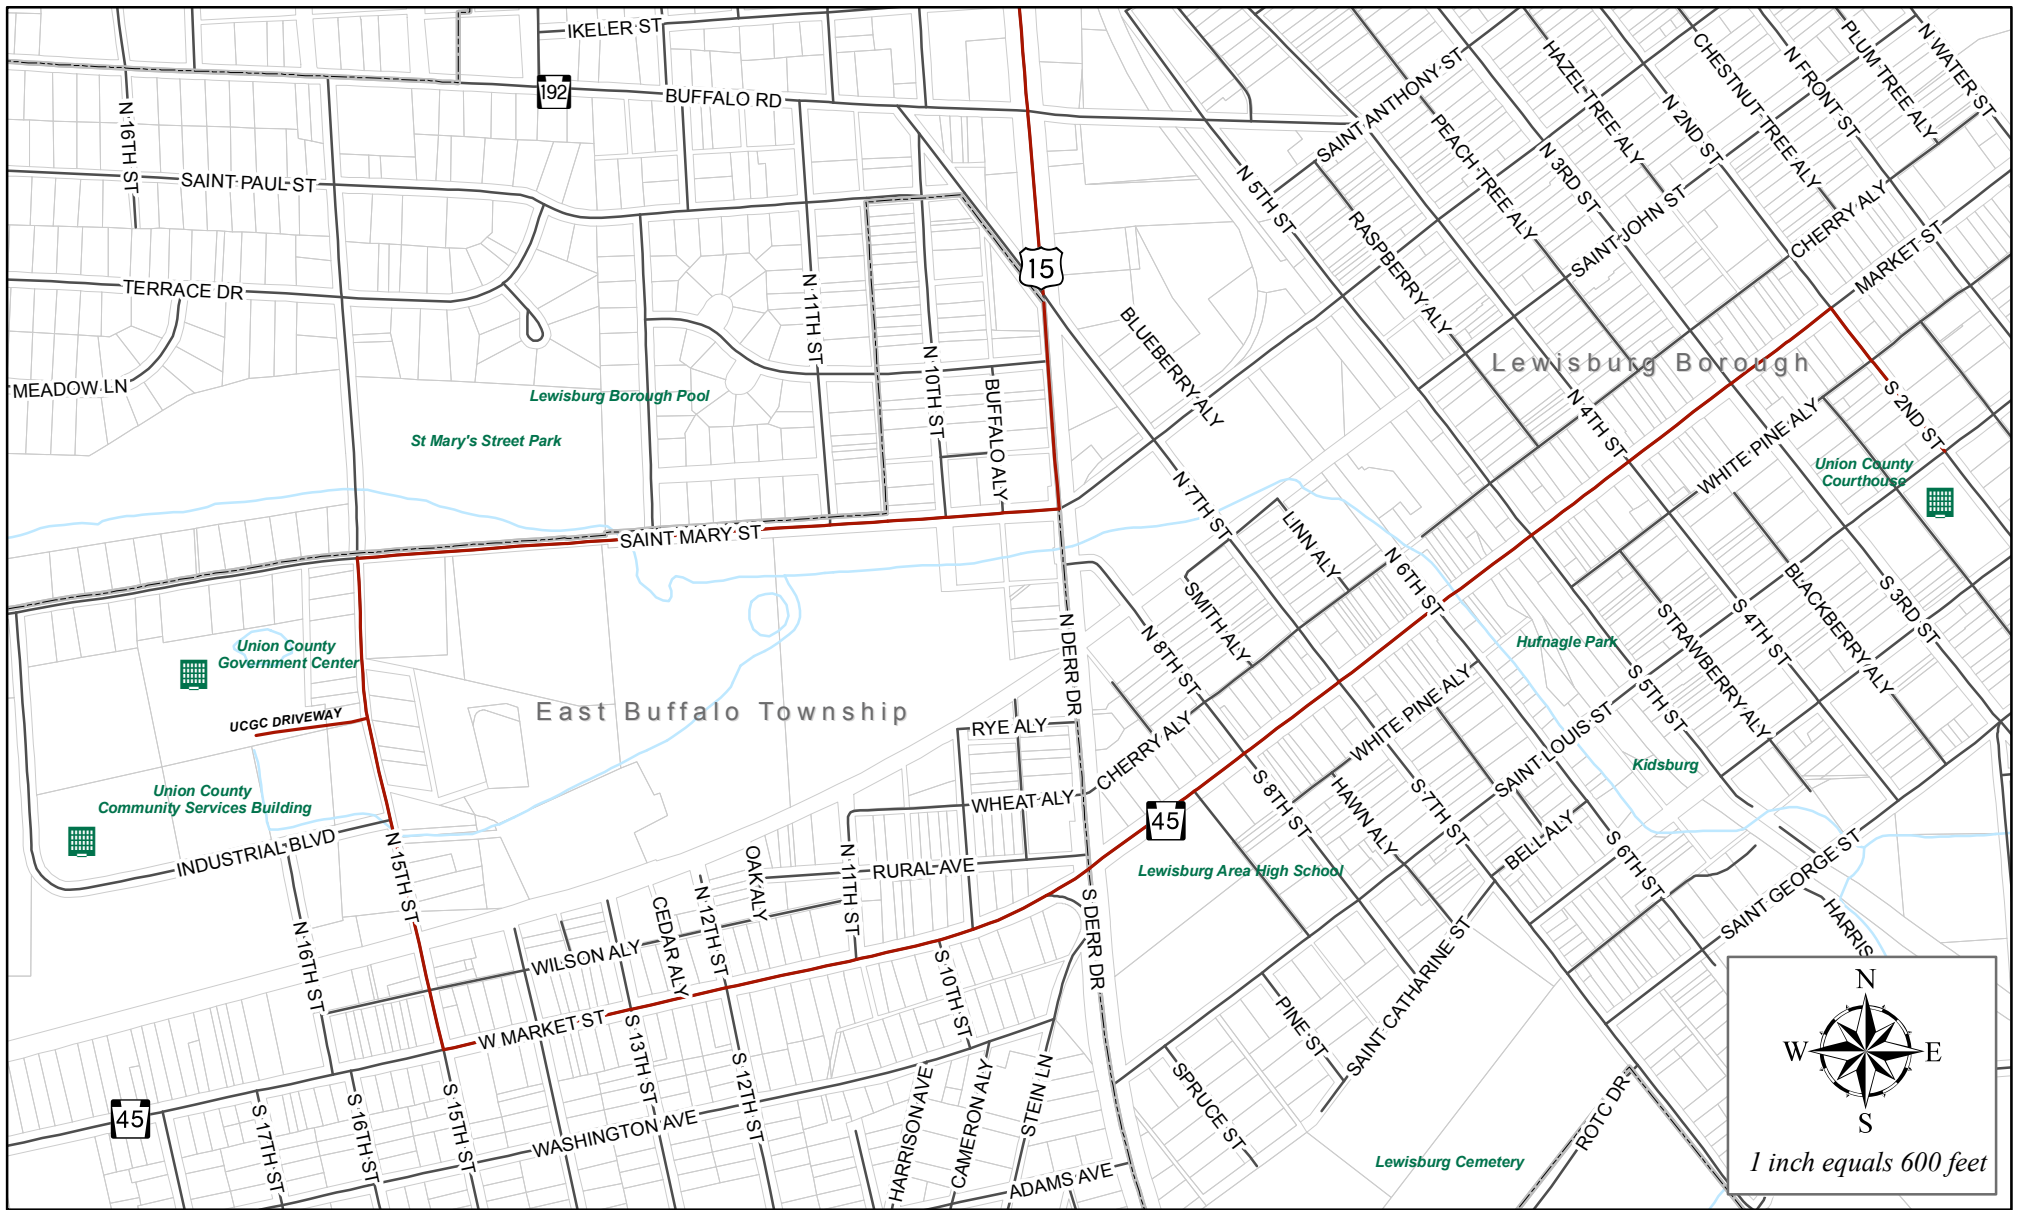 IKELER ST
192
BUFFALO RD
N 16TH ST
SAINT PAUL ST
TERRACE DR
MEADOW LN
N 11TH ST
N 10TH ST
BUFFALO ALY
15
Lewisburg Borough Pool
St Mary's Street Park
SAINT MARY ST
SAINT ANTHONY ST
HAZEL TREE ALY
CHESTNUT TREE ALY
N FRONT ST
PLUM TREE ALY
N WATER ST
PEACH TREE ALY
N 2ND ST
N 3RD ST
N 5TH ST
RASPBERRY ALY
SAINT JOHN ST
CHERRY ALY
MARKET ST
BLUEBERRY ALY
Lewisburg Borough
N 4TH ST
WHITE PINE ALY
S 2ND ST
Union County
Courthouse
N 7TH ST
LINN ALY
N 6TH ST
SMITH ALY
N 8TH ST
N DERR DR
BLACKBERRY ALY
S 3RD ST
S 4TH ST
STRAWBERRY ALY
Hufnagle Park
S 5TH ST
Union County
Government Center
UCGC DRIVEWAY
East Buffalo Township
RYE ALY
CHERRY ALY
WHITE PINE ALY
SAINT LOUIS ST
Kidsburg
Union County
Community Services Building
INDUSTRIAL BLVD
N 15TH ST
WHEAT ALY
45
S 8TH ST
HAWN ALY
S 7TH ST
BELL ALY
S 6TH ST
SAINT GEORGE ST
HARRIS
Lewisburg Area High School
OAK ALY
N 11TH ST
RURAL AVE
N 16TH ST
WILSON ALY
CEDAR ALY
N 12TH ST
S DERR DR
S 10TH ST
W MARKET ST
S 13TH ST
S 12TH ST
PINE ST
SAINT CATHARINE ST
SPRUCE ST
45
S 17TH ST
S 16TH ST
S 15TH ST
WASHINGTON AVE
HARRISON AVE
CAMERON ALY
STEIN LN
ADAMS AVE
ROTC DR
Lewisburg Cemetery
N
W
E
S
1 inch equals 600 feet